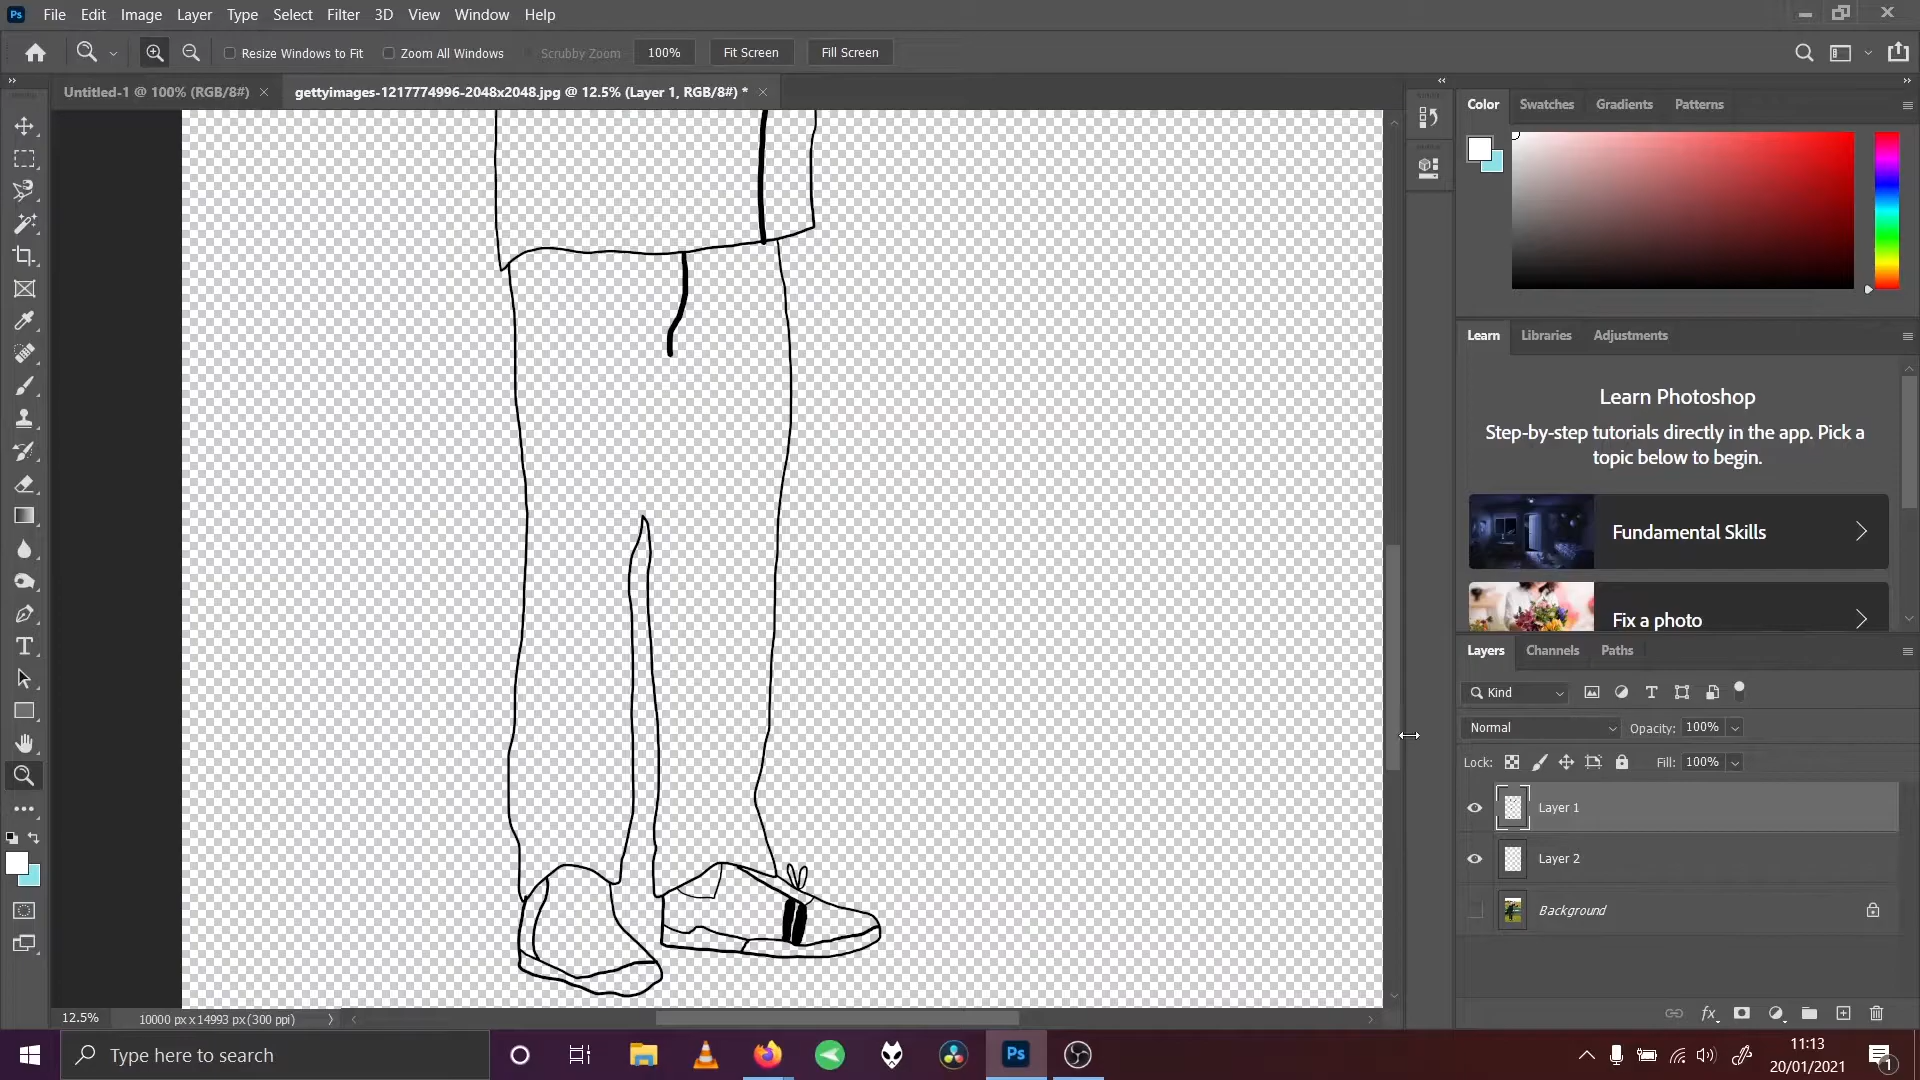 Ps File Edit Image Layer Type Select Filter 3D View Window Help
Resize Windows to Fit Zoom All Windows Scrubby Zoom 100% Fit Screen Fill Screen
Untitled-1 @ 100% (RGB/8#) gettyimages-1217774996-2048x2048.jpg @ 12.5% (Layer 1, RGB/8#) *
Color Swatches Gradients Patterns
Learn Libraries Adjustments
Learn Photoshop
Step-by-step tutorials directly in the app. Pick a
topic below to begin.
Fundamental Skills
Fix a photo
Layers Channels Paths
Kind
Normal Opacity: 100%
Lock: Fill: 100%
Layer 1
Layer 2
Background
12.5% 10000 px x 14993 px (300 ppi)
Type here to search
Ps
11:13
20/01/2021
1